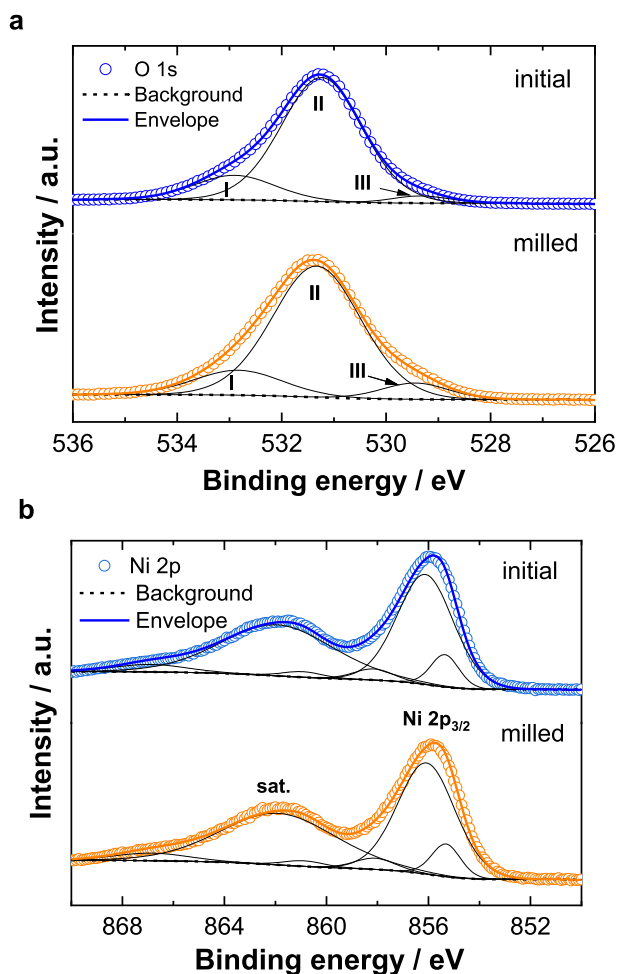 a
O 1s
Background
Envelope
initial
I
II
III
milled
I
II
III
Intensity / a.u.
536 534 532 530 528 526
Binding energy / eV
b
Ni 2p
Background
Envelope
initial
Ni 2p3/2
milled
sat.
Intensity / a.u.
868 864 860 856 852
Binding energy / eV